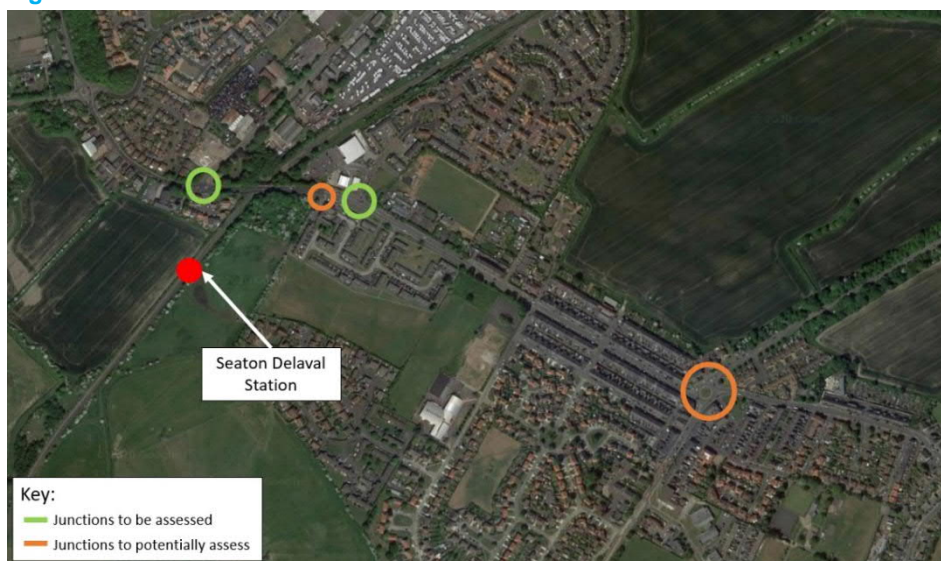 Seaton Delaval
Station
Key:
Junctions to be assessed
Junctions to potentially assess